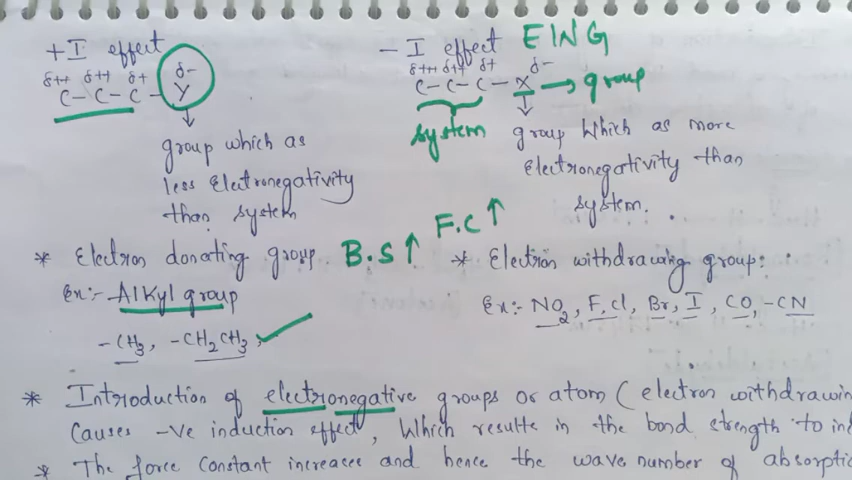 +I effect
δ+++ δ++ δ+ δ-
C - C - C - Y
group which as
less Electronegativity
than system
* Electron donating group
Ex:- Alkyl group
-CH3, -CH2CH3,
B.S↑
F.C↑
- I effect EING
δ+++ δ++ δ+ δ-
C - C - C - X → group
system
group which as more
Electronegativity than
system.
* Electron withdrawing group:
Ex:- NO2, F, Cl, Br, I, CO, -CN
* Introduction of electronegative groups or atom (electron withdrawin
Causes -ve induction effect, Which resulte in the bond strength to in
* The force Constant increases and hence the wave number of absorptio